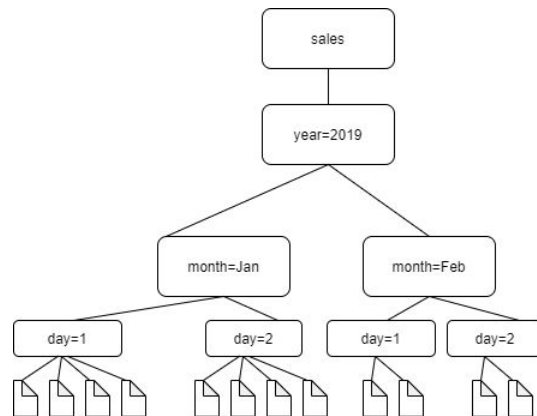 sales
year=2019
month=Jan
month=Feb
day=1
day=2
day=1
day=2